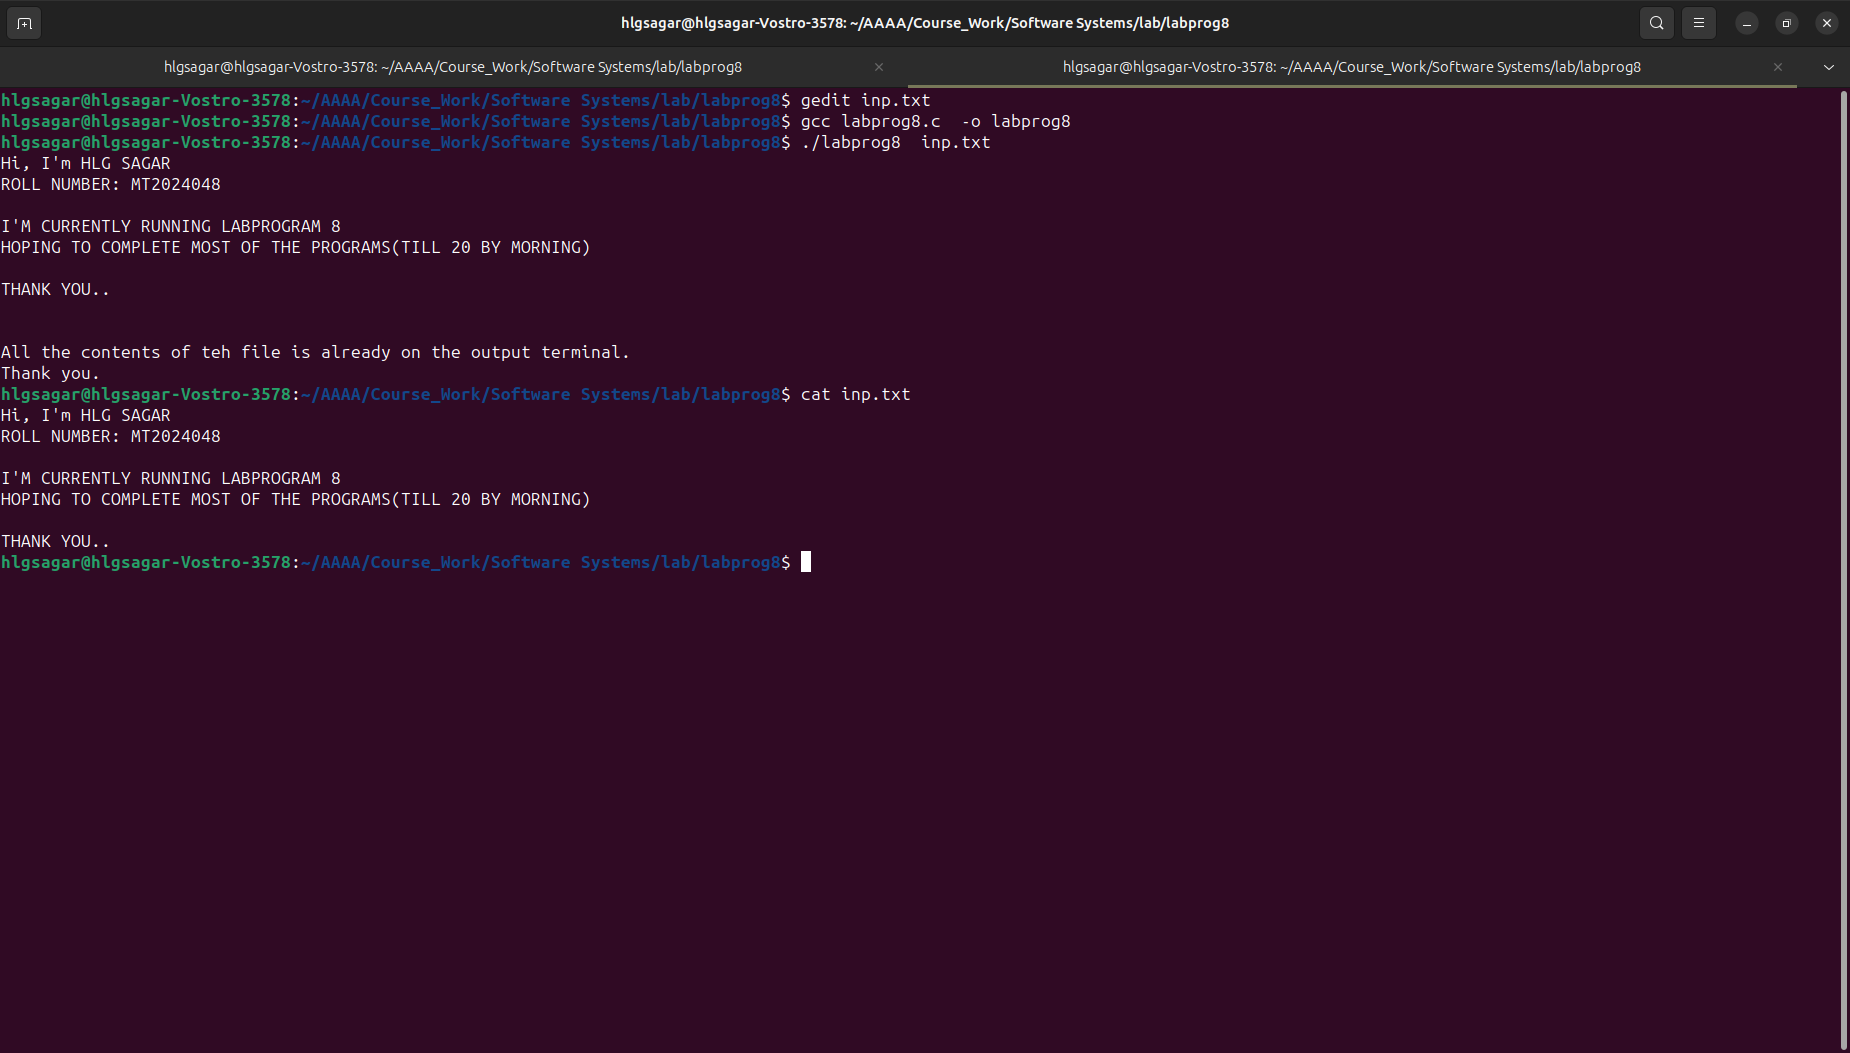 hlgsagar@hlgsagar-Vostro-3578: ~/AAAA/Course_Work/Software Systems/lab/labprog8
hlgsagar@hlgsagar-Vostro-3578: ~/AAAA/Course_Work/Software Systems/lab/labprog8
hlgsagar@hlgsagar-Vostro-3578: ~/AAAA/Course_Work/Software Systems/lab/labprog8
hlgsagar@hlgsagar-Vostro-3578:~/AAAA/Course_Work/Software Systems/lab/labprog8$ gedit inp.txt
hlgsagar@hlgsagar-Vostro-3578:~/AAAA/Course_Work/Software Systems/lab/labprog8$ gcc labprog8.c  -o labprog8
hlgsagar@hlgsagar-Vostro-3578:~/AAAA/Course_Work/Software Systems/lab/labprog8$ ./labprog8  inp.txt
Hi, I'm HLG SAGAR
ROLL NUMBER: MT2024048
I'M CURRENTLY RUNNING LABPROGRAM 8
HOPING TO COMPLETE MOST OF THE PROGRAMS(TILL 20 BY MORNING)
THANK YOU..
All the contents of teh file is already on the output terminal.
Thank you.
hlgsagar@hlgsagar-Vostro-3578:~/AAAA/Course_Work/Software Systems/lab/labprog8$ cat inp.txt
Hi, I'm HLG SAGAR
ROLL NUMBER: MT2024048
I'M CURRENTLY RUNNING LABPROGRAM 8
HOPING TO COMPLETE MOST OF THE PROGRAMS(TILL 20 BY MORNING)
THANK YOU..
hlgsagar@hlgsagar-Vostro-3578:~/AAAA/Course_Work/Software Systems/lab/labprog8$